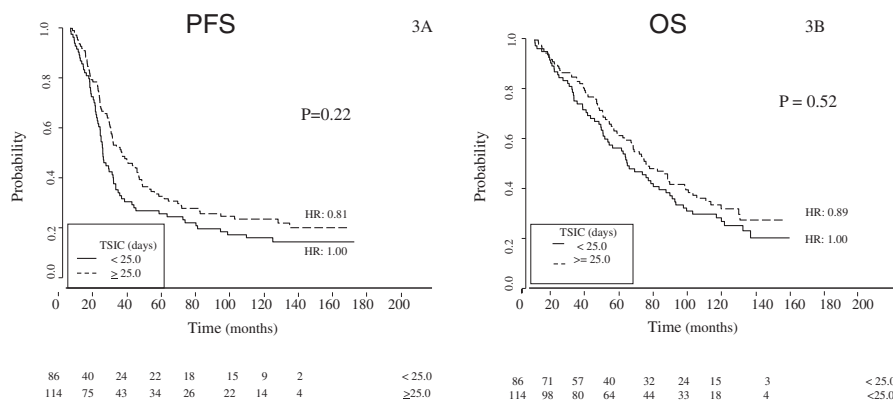 PFS
3A
P=0.22
Probability
1.0
0.8
0.6
0.4
0.2
0.0
HR: 0.81
HR: 1.00
TSIC (days)
< 25.0
≥ 25.0
0 20 40 60 80 100 120 140 160 180 200
Time (months)
86 40 24 22 18 15 9 2 < 25.0
114 75 43 34 26 22 14 4 ≥25.0
OS
3B
P = 0.52
Probability
1.0
0.8
0.6
0.4
0.2
0.0
HR: 0.89
HR: 1.00
TSIC (days)
< 25.0
>= 25.0
0 20 40 60 80 100 120 140 160 180 200
Time (months)
86 71 57 40 32 24 15 3 < 25.0
114 98 80 64 44 33 18 4 <25.0